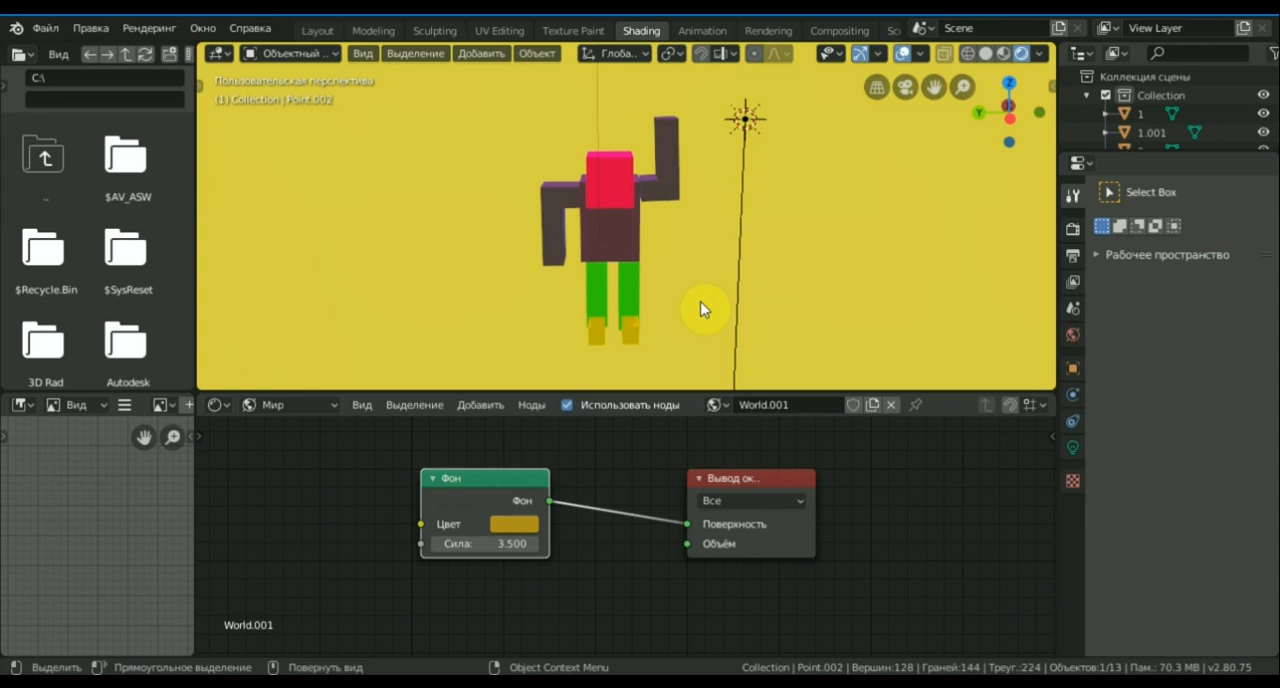 Файл Правка Рендеринг Окно Справка Layout Modeling Sculpting UV Editing Texture Paint Shading Animation Rendering Compositing Sc Scene View Layer
Вид Объектный .. Вид Выделение Добавить Объект Глоба..
C:\
Пользовательская перспектива
(1) Collection | Point.002
Z
Y
Коллекция сцены
Collection
1
1.001
Select Box
Рабочее пространство
..
$AV_ASW
$Recycle.Bin
$SysReset
3D Rad
Autodesk
Вид
Мир Вид Выделение Добавить Ноды Использовать ноды World.001
Фон
Фон
Цвет
Сила: 3.500
Вывод ок..
Все
Поверхность
Объём
World.001
Выделить Прямоугольное выделение Повернуть вид Object Context Menu Collection | Point.002 | Вершин:128 | Граней:144 | Треуг.:224 | Объектов:1/13 | Пам.: 70.3 MB | v2.80.75